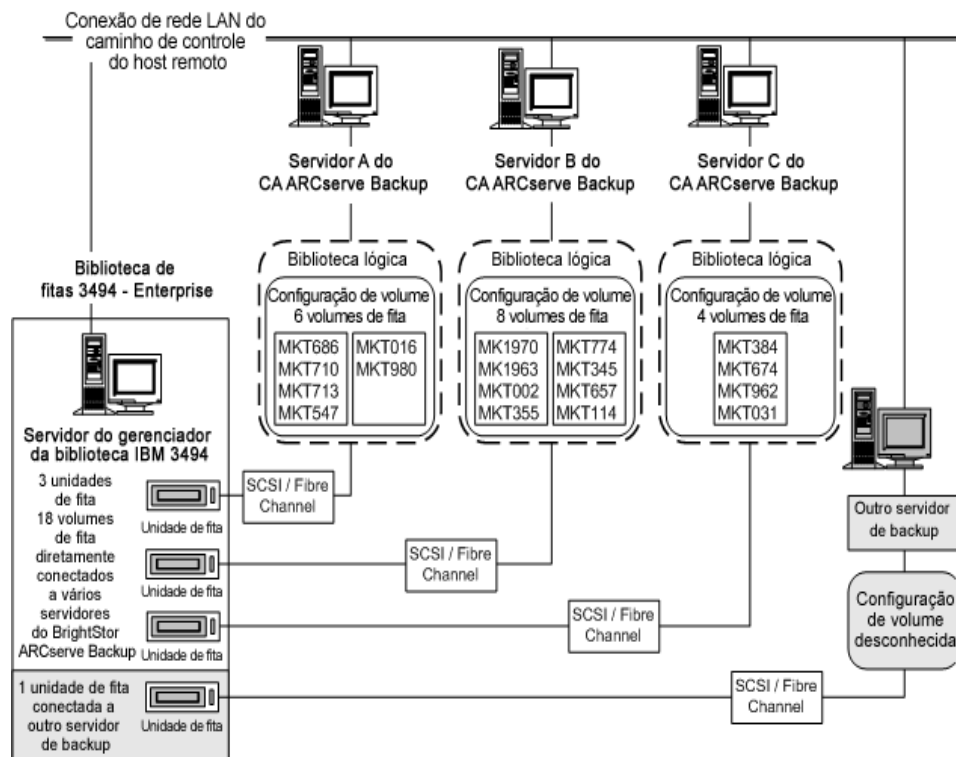 Conexão de rede LAN do
caminho de controle
do host remoto
Servidor A do
CA ARCserve Backup
Servidor B do
CA ARCserve Backup
Servidor C do
CA ARCserve Backup
Biblioteca lógica
Configuração de volume
6 volumes de fita
MKT686
MKT710
MKT713
MKT547
MKT016
MKT980
Biblioteca lógica
Configuração de volume
8 volumes de fita
MK1970
MK1963
MKT002
MKT355
MKT774
MKT345
MKT657
MKT114
Biblioteca lógica
Configuração de volume
4 volumes de fita
MKT384
MKT674
MKT962
MKT031
Biblioteca de
fitas 3494 - Enterprise
Servidor do gerenciador
da biblioteca IBM 3494
3 unidades
de fita
18 volumes
de fita
diretamente
conectados
a vários
servidores
do BrightStor
ARCserve Backup
Unidade de fita
Unidade de fita
Unidade de fita
1 unidade de fita
conectada a
outro servidor
de backup
Unidade de fita
SCSI / Fibre
Channel
SCSI / Fibre
Channel
SCSI / Fibre
Channel
SCSI / Fibre
Channel
Outro servidor
de backup
Configuração
de volume
desconhecida